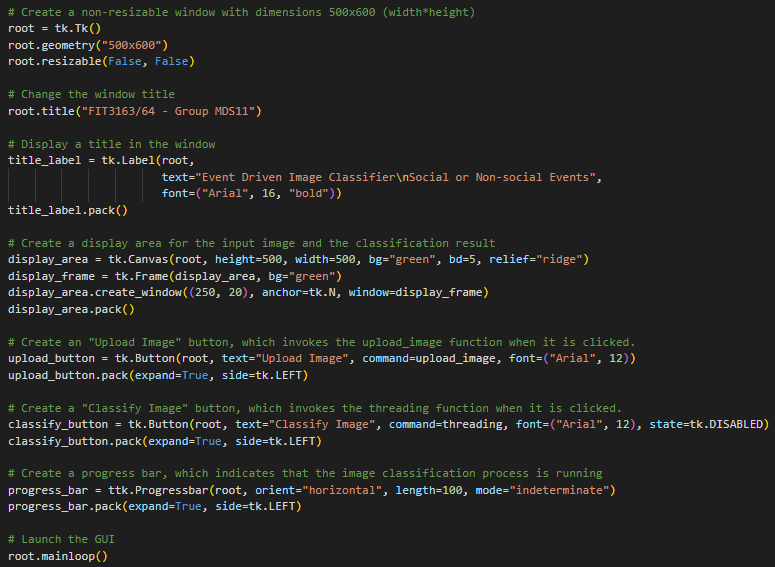 # Create a non-resizable window with dimensions 500x600 (width*height)
root = tk.Tk()
root.geometry("500x600")
root.resizable(False, False)

# Change the window title
root.title("FIT3163/64 - Group MDS11")

# Display a title in the window
title_label = tk.Label(root,
                       text="Event Driven Image Classifier\nSocial or Non-social Events",
                       font=("Arial", 16, "bold"))
title_label.pack()

# Create a display area for the input image and the classification result
display_area = tk.Canvas(root, height=500, width=500, bg="green", bd=5, relief="ridge")
display_frame = tk.Frame(display_area, bg="green")
display_area.create_window((250, 20), anchor=tk.N, window=display_frame)
display_area.pack()

# Create an "Upload Image" button, which invokes the upload_image function when it is clicked.
upload_button = tk.Button(root, text="Upload Image", command=upload_image, font=("Arial", 12))
upload_button.pack(expand=True, side=tk.LEFT)

# Create a "Classify Image" button, which invokes the threading function when it is clicked.
classify_button = tk.Button(root, text="Classify Image", command=threading, font=("Arial", 12), state=tk.DISABLED)
classify_button.pack(expand=True, side=tk.LEFT)

# Create a progress bar, which indicates that the image classification process is running
progress_bar = ttk.Progressbar(root, orient="horizontal", length=100, mode="indeterminate")
progress_bar.pack(expand=True, side=tk.LEFT)

# Launch the GUI
root.mainloop()